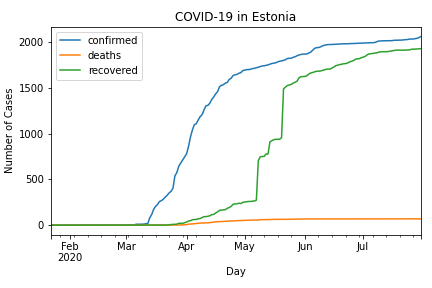 COVID-19 in Estonia
confirmed
deaths
recovered
Number of Cases
2000
1500
1000
500
0
Feb
2020
Mar
Apr
May
Jun
Jul
Day